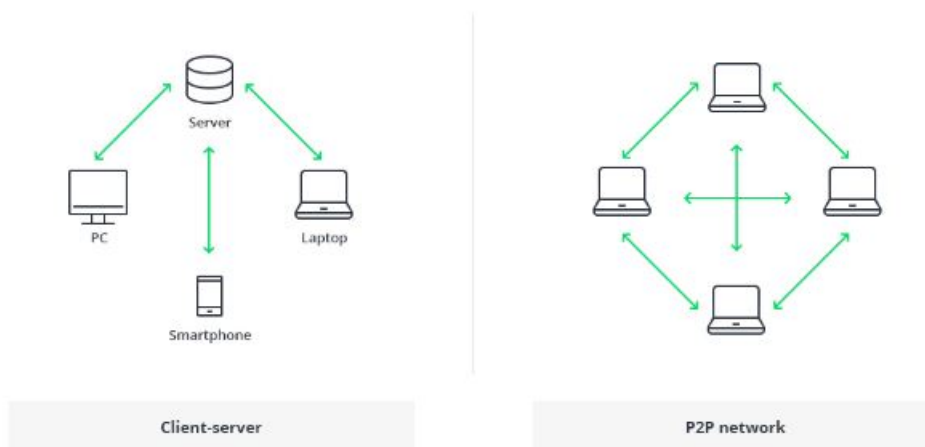 Server
PC
Laptop
Smartphone
Client-server
P2P network